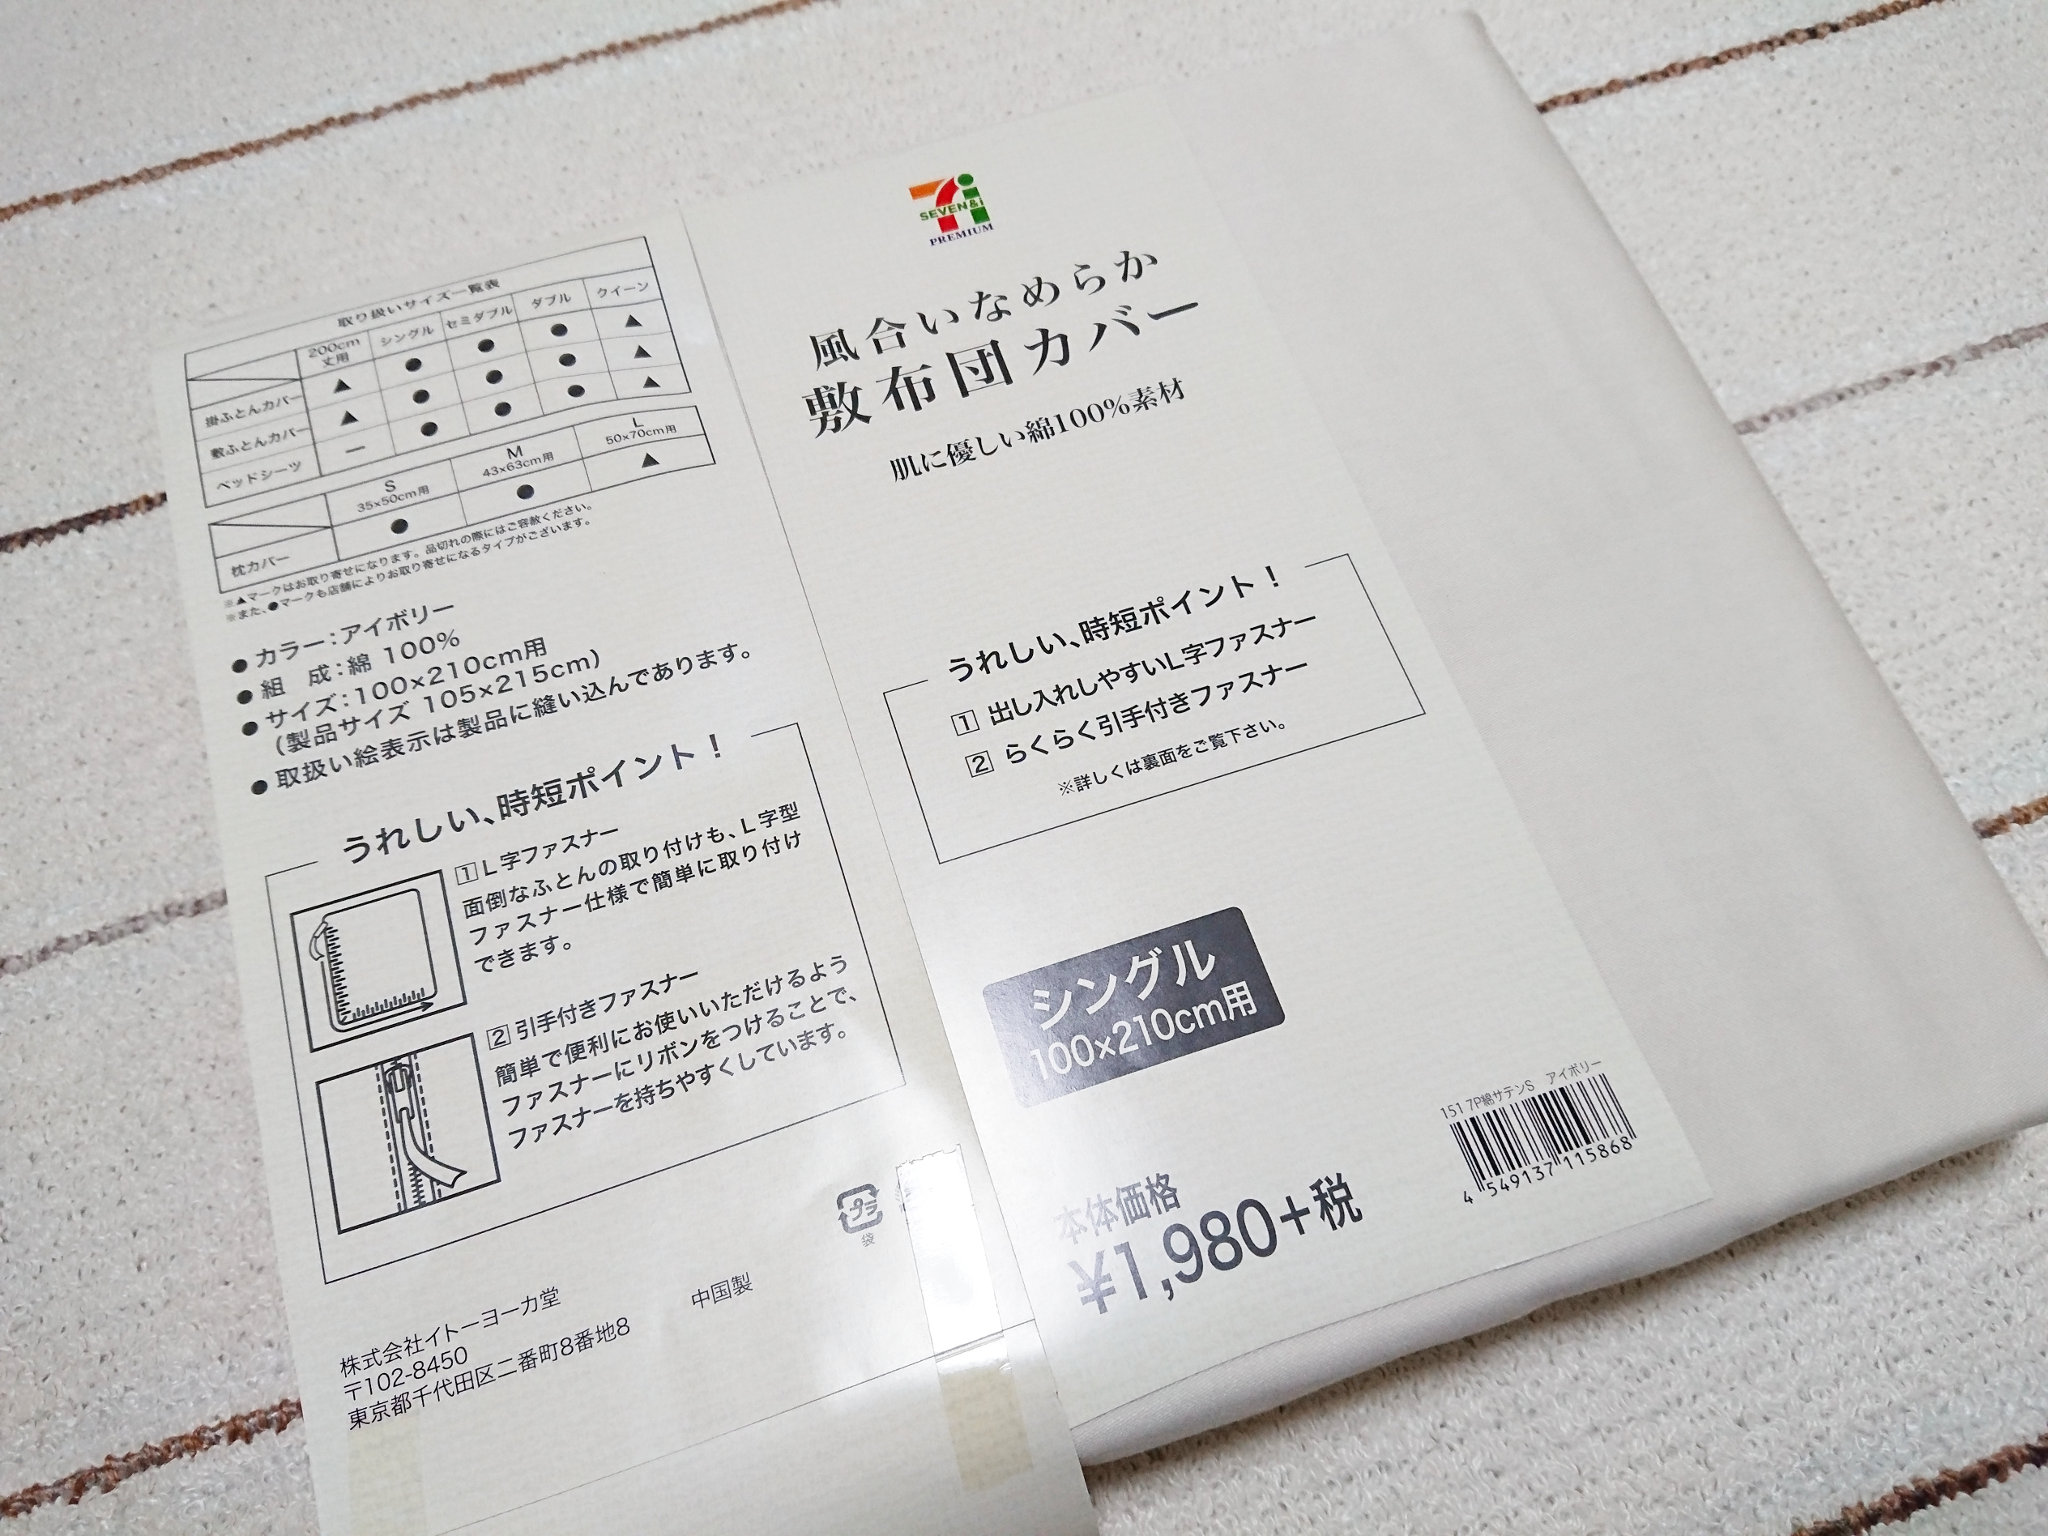 取り扱いサイズ一覧表
200cm丈用 シングル セミダブル ダブル クイーン
掛ふとんカバー ▲ ● ● ● ▲
敷ふとんカバー ▲ ● ● ● ▲
ベッドシーツ ー ● ● ● ▲
S M L
35×50cm用 43×63cm用 50×70cm用
枕カバー ● ● ▲
※▲マークはお取り寄せになります。品切れの際にはご容赦ください。
※また、●マークも店舗によりお取り寄せになるタイプがございます。
●カラー:アイボリー
●組 成:綿 100%
●サイズ:100×210cm用
(製品サイズ 105×215cm)
●取扱い絵表示は製品に縫い込んであります。
うれしい、時短ポイント!
1 L字ファスナー
面倒なふとんの取り付けも、L字型
ファスナー仕様で簡単に取り付け
できます。
2 引手付きファスナー
簡単で便利にお使いいただけるよう
ファスナーにリボンをつけることで、
ファスナーを持ちやすくしています。
プラ
袋
株式会社イトーヨーカ堂
〒102-8450
東京都千代田区二番町8番地8
中国製
SEVEN&i
PREMIUM
風合いなめらか
敷布団カバー
肌に優しい綿100%素材
うれしい、時短ポイント!
1 出し入れしやすいL字ファスナー
2 らくらく引手付きファスナー
※詳しくは裏面をご覧下さい。
シングル
100×210cm用
151 7P綿サテンS アイボリー
4 549137 115868
本体価格
¥1,980+税